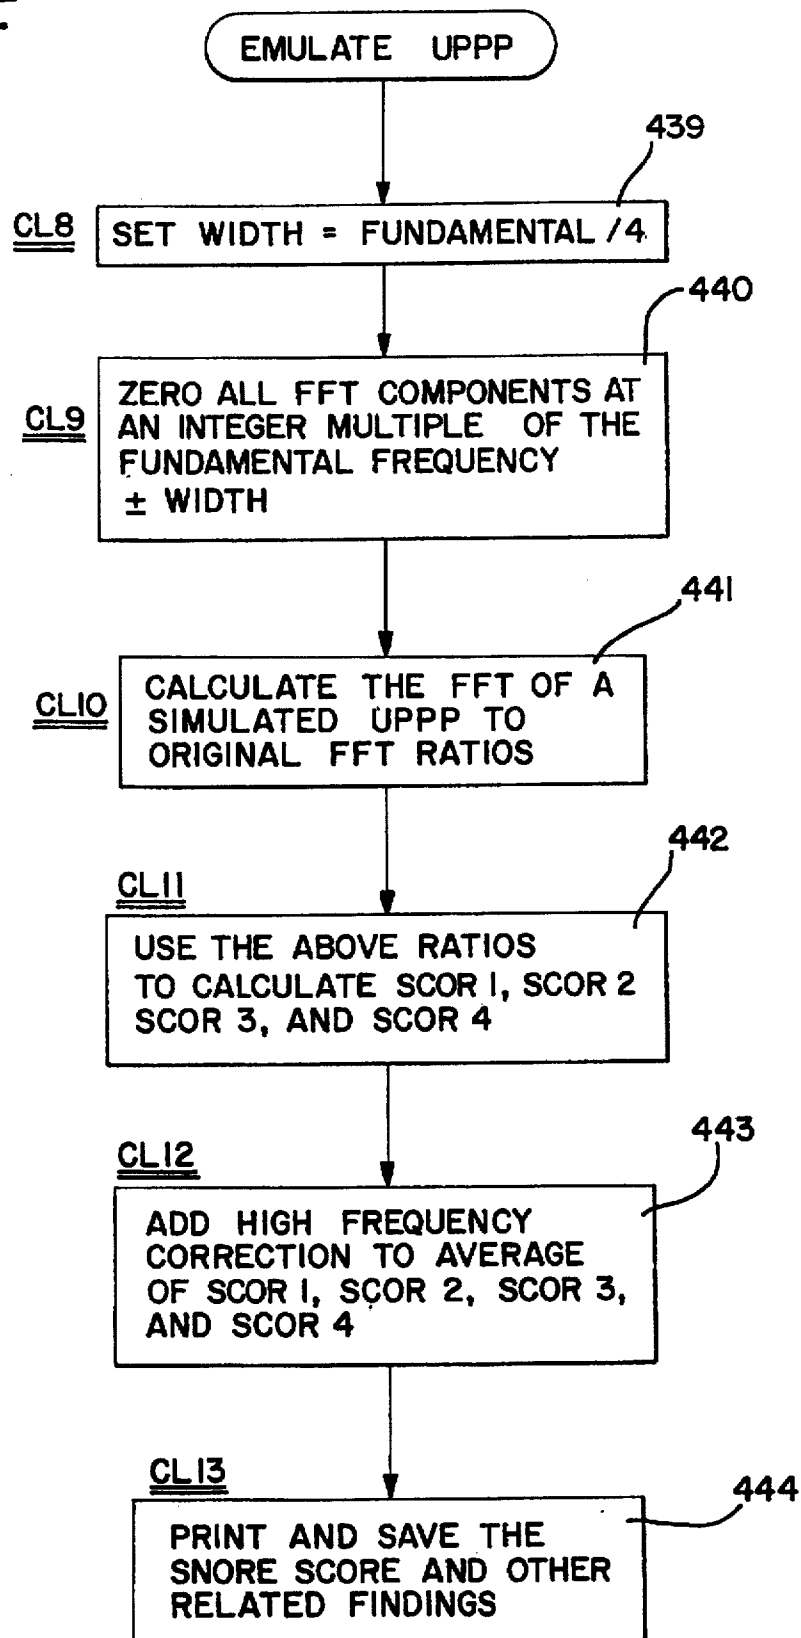 EMULATE UPPP
439
CL8
SET WIDTH = FUNDAMENTAL /4
440
CL9
ZERO ALL FFT COMPONENTS AT
AN INTEGER MULTIPLE OF THE
FUNDAMENTAL FREQUENCY
± WIDTH
441
CL10
CALCULATE THE FFT OF A
SIMULATED UPPP TO
ORIGINAL FFT RATIOS
442
CL11
USE THE ABOVE RATIOS
TO CALCULATE SCOR 1, SCOR 2
SCOR 3, AND SCOR 4
443
CL12
ADD HIGH FREQUENCY
CORRECTION TO AVERAGE
OF SCOR 1, SCOR 2, SCOR 3,
AND SCOR 4
CL13
444
PRINT AND SAVE THE
SNORE SCORE AND OTHER
RELATED FINDINGS